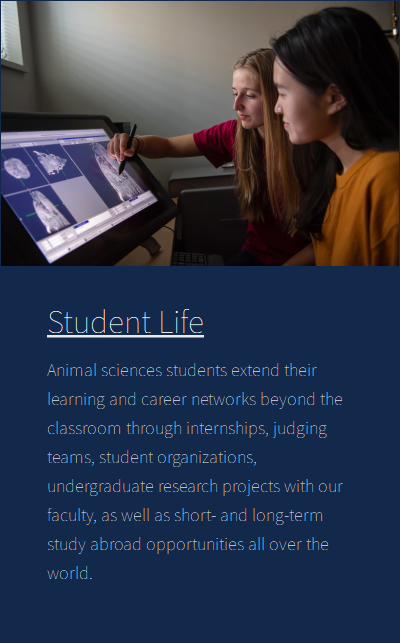 Student Life
Animal sciences students extend their
learning and career networks beyond the
classroom through internships, judging
teams, student organizations,
undergraduate research projects with our
faculty, as well as short- and long-term
study abroad opportunities all over the
world.